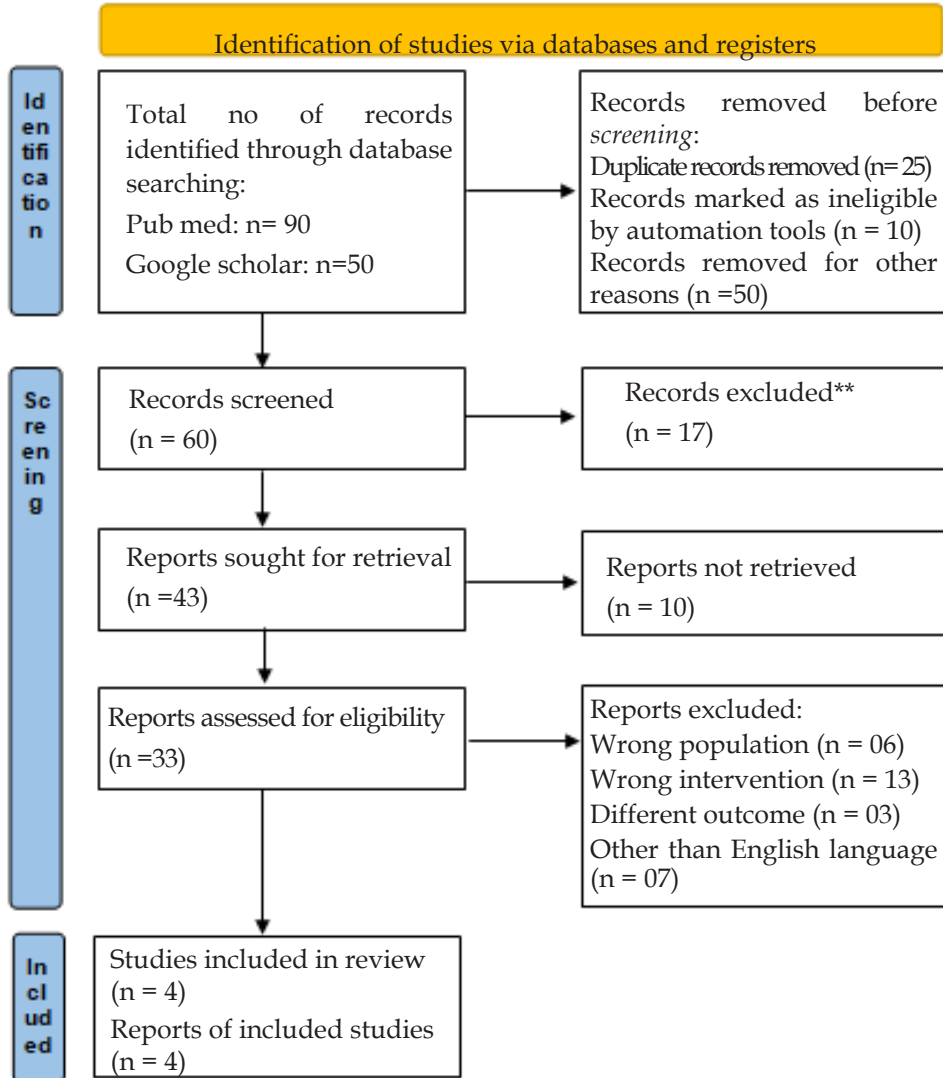 Identification of studies via databases and registers
Id
en
tifi
ca
tio
n
Total no of records
identified through database
searching:
Pub med: n= 90
Google scholar: n=50
Records removed before
screening:
Duplicate records removed (n= 25)
Records marked as ineligible
by automation tools (n = 10)
Records removed for other
reasons (n =50)
Sc
re
en
in
g
Records screened
(n = 60)
Records excluded**
(n = 17)
Reports sought for retrieval
(n =43)
Reports not retrieved
(n = 10)
Reports assessed for eligibility
(n =33)
Reports excluded:
Wrong population (n = 06)
Wrong intervention (n = 13)
Different outcome (n = 03)
Other than English language
(n = 07)
In
cl
ud
ed
Studies included in review
(n = 4)
Reports of included studies
(n = 4)